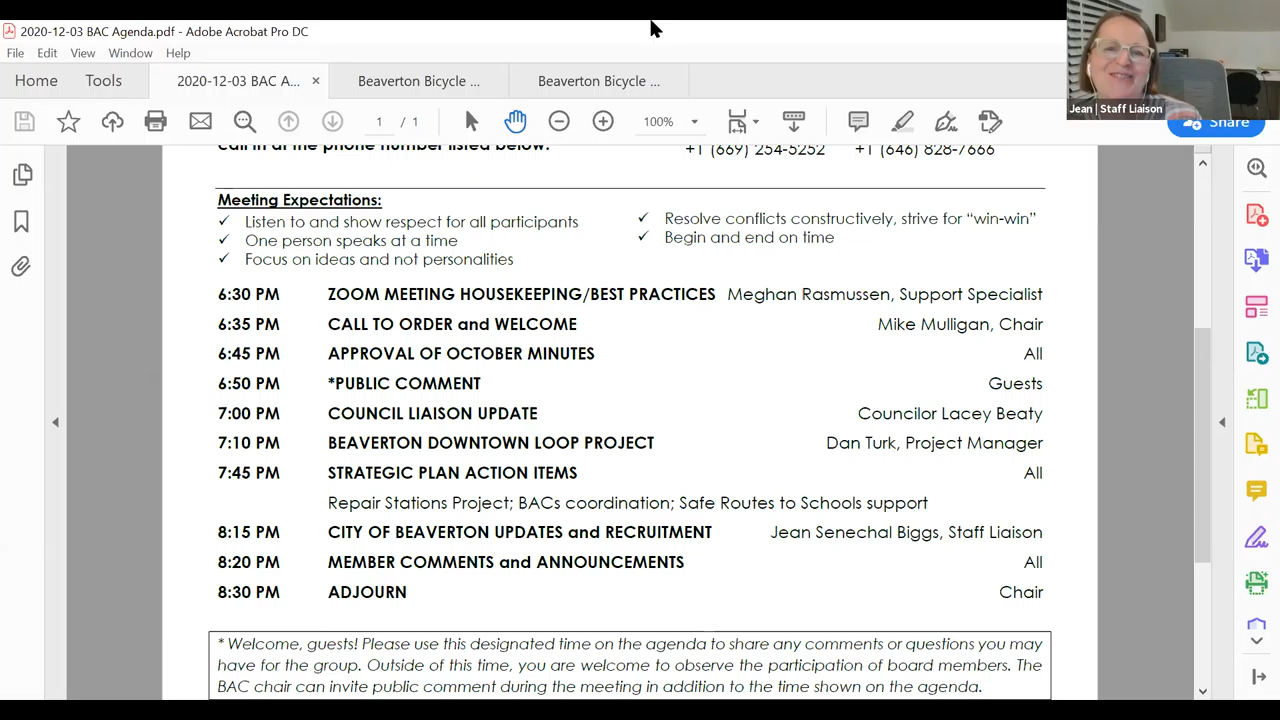 2020-12-03 BAC Agenda.pdf - Adobe Acrobat Pro DC
File Edit View Window Help
Home Tools 2020-12-03 BAC A... × Beaverton Bicycle ... Beaverton Bicycle ...
Jean | Staff Liaison
1 / 1 100% Share
call in at the phone number listed below. +1 (669) 254-5252 +1 (646) 828-7666
Meeting Expectations:
✓ Listen to and show respect for all participants
✓ One person speaks at a time
✓ Focus on ideas and not personalities
✓ Resolve conflicts constructively, strive for “win-win”
✓ Begin and end on time
6:30 PM ZOOM MEETING HOUSEKEEPING/BEST PRACTICES Meghan Rasmussen, Support Specialist
6:35 PM CALL TO ORDER and WELCOME Mike Mulligan, Chair
6:45 PM APPROVAL OF OCTOBER MINUTES All
6:50 PM *PUBLIC COMMENT Guests
7:00 PM COUNCIL LIAISON UPDATE Councilor Lacey Beaty
7:10 PM BEAVERTON DOWNTOWN LOOP PROJECT Dan Turk, Project Manager
7:45 PM STRATEGIC PLAN ACTION ITEMS All
Repair Stations Project; BACs coordination; Safe Routes to Schools support
8:15 PM CITY OF BEAVERTON UPDATES and RECRUITMENT Jean Senechal Biggs, Staff Liaison
8:20 PM MEMBER COMMENTS and ANNOUNCEMENTS All
8:30 PM ADJOURN Chair
* Welcome, guests! Please use this designated time on the agenda to share any comments or questions you may
have for the group. Outside of this time, you are welcome to observe the participation of board members. The
BAC chair can invite public comment during the meeting in addition to the time shown on the agenda.